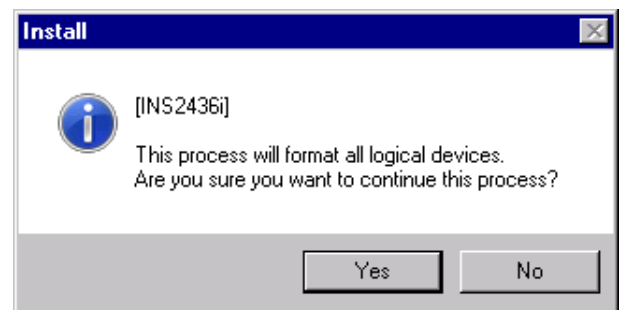 Install
[INS2436i]
This process will format all logical devices.
Are you sure you want to continue this process?
Yes
No